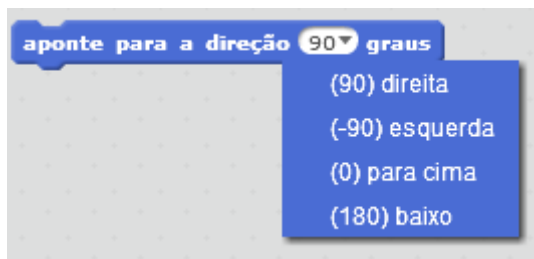 aponte para a direção 90 graus
(90) direita
(-90) esquerda
(0) para cima
(180) baixo